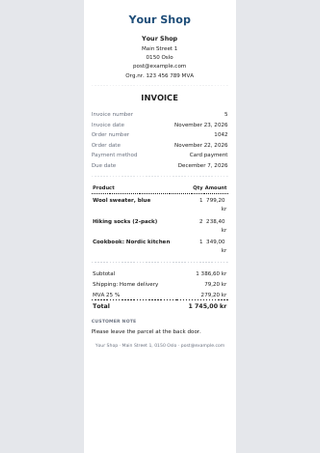 Your Shop
Your Shop
Main Street 1
0150 Oslo
post@example.com
Org.nr. 123 456 789 MVA
INVOICE
Invoice number 5
Invoice date November 23, 2026
Order number 1042
Order date November 22, 2026
Payment method Card payment
Due date December 7, 2026
Product Qty Amount
Wool sweater, blue 1 799,20
kr
Hiking socks (2-pack) 2 238,40
kr
Cookbook: Nordic kitchen 1 349,00
kr
Subtotal 1 386,60 kr
Shipping: Home delivery 79,20 kr
MVA 25 % 279,20 kr
Total 1 745,00 kr
CUSTOMER NOTE
Please leave the parcel at the back door.
Your Shop · Main Street 1, 0150 Oslo · post@example.com